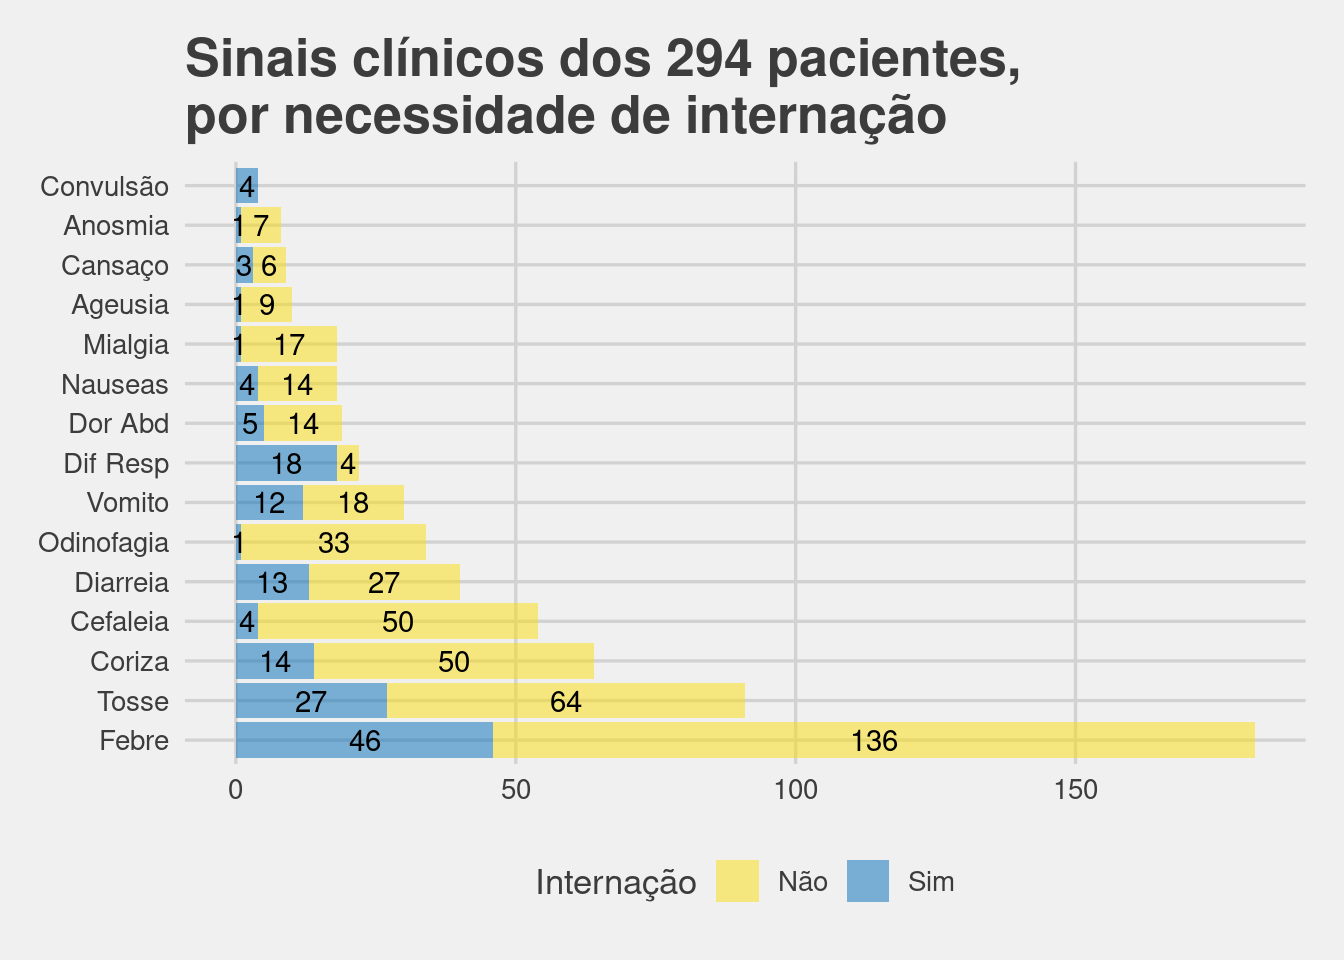 Sinais clínicos dos 294 pacientes,
por necessidade de internação
Convulsão 4
Anosmia 1 7
Cansaço 3 6
Ageusia 1 9
Mialgia 1 17
Nauseas 4 14
Dor Abd 5 14
Dif Resp 18 4
Vomito 12 18
Odinofagia 1 33
Diarreia 13 27
Cefaleia 4 50
Coriza 14 50
Tosse 27 64
Febre 46 136
0 50 100 150
Internação Não Sim